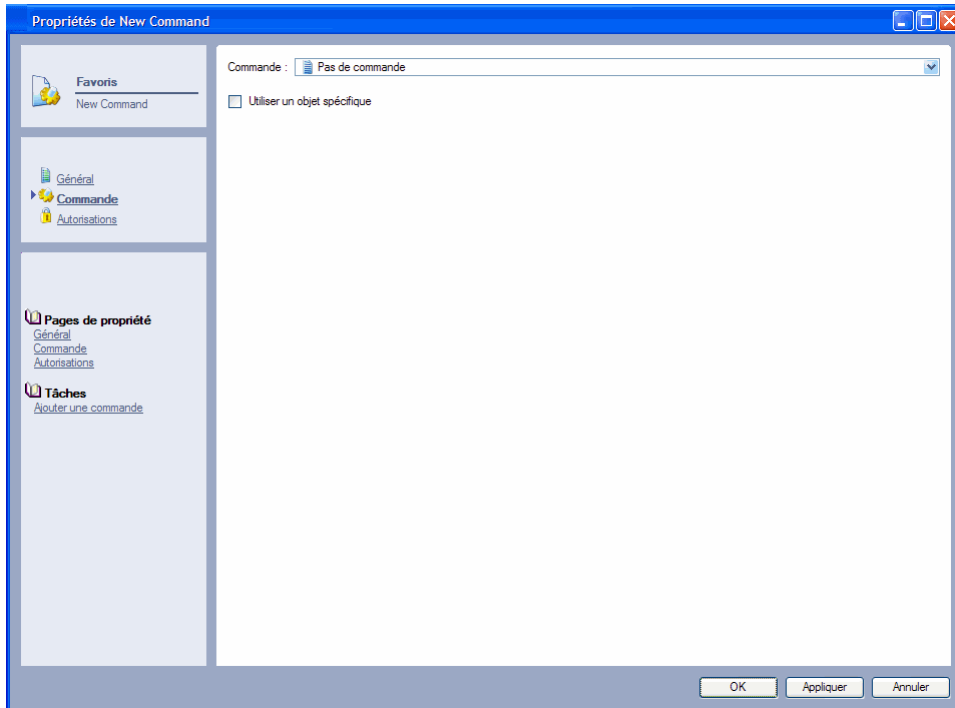 Propriétés de New Command
Favoris
New Command
Général
Commande
Autorisations
Pages de propriété
Général
Commande
Autorisations
Tâches
Ajouter une commande
Commande : Pas de commande
Utiliser un objet spécifique
OK Appliquer Annuler